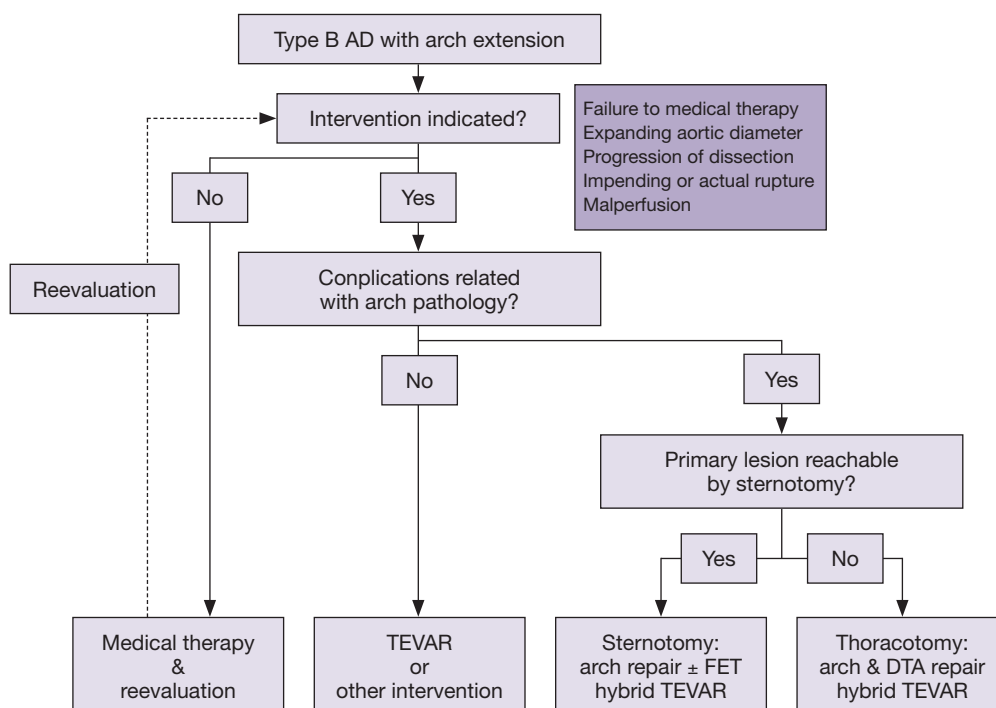 Type B AD with arch extension
Intervention indicated?
Failure to medical therapy
Expanding aortic diameter
Progression of dissection
Impending or actual rupture
Malperfusion
No
Yes
Reevaluation
Conplications related
with arch pathology?
No
Yes
Primary lesion reachable
by sternotomy?
Yes
No
Medical therapy
&
reevaluation
TEVAR
or
other intervention
Sternotomy:
arch repair ± FET
hybrid TEVAR
Thoracotomy:
arch & DTA repair
hybrid TEVAR